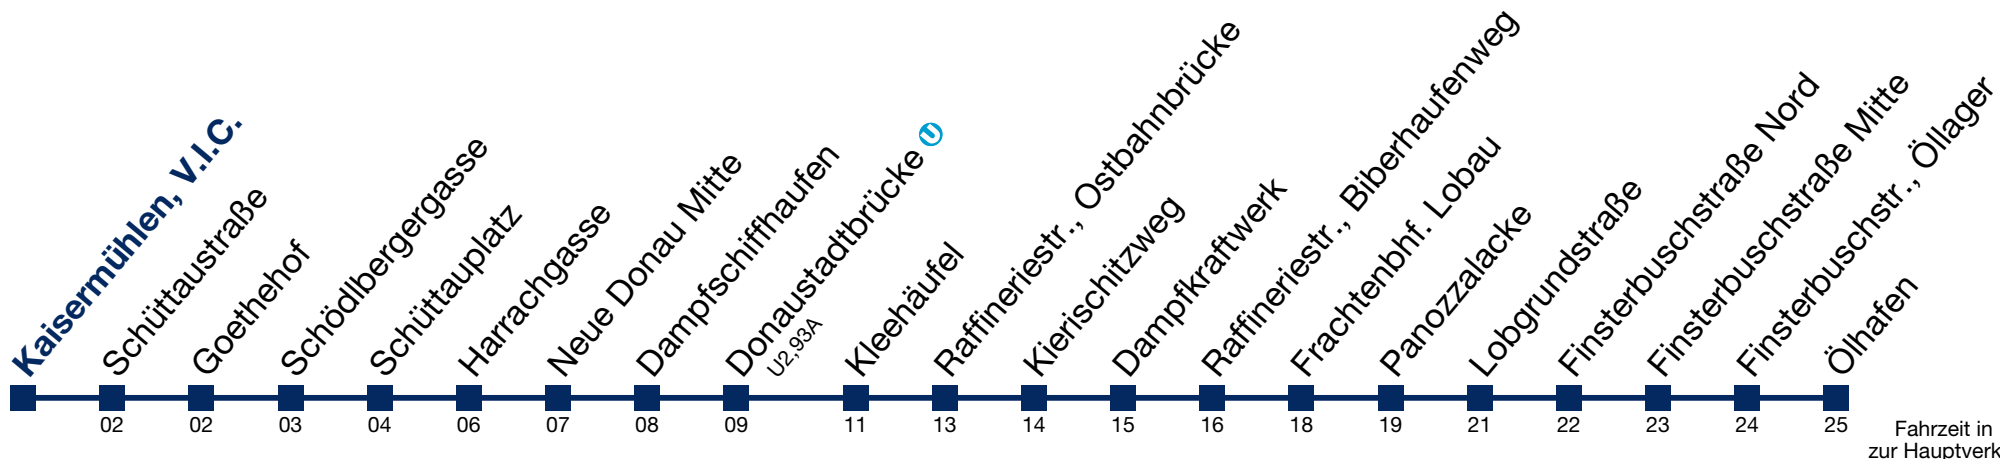 Kaisermühlen, V.I.C.
Schüttaustraße
Goethehof
Schödlbergergasse
Schüttauplatz
Harrachgasse
Neue Donau Mitte
Dampfschiffhaufen
Donaustadtbrücke U
U2,93A
Kleehäufel
Raffineriestr., Ostbahnbrücke
Kierischitzweg
Dampfkraftwerk
Raffineriestr., Biberhaufenweg
Frachtenbhf. Lobau
Panozzalacke
Lobgrundstraße
Finsterbuschstraße Nord
Finsterbuschstraße Mitte
Finsterbuschstr., Öllager
Ölhafen
02 02 03 04 06 07 08 09 11 13 14 15 16 18 19 21 22 23 24 25
Fahrzeit in
zur Hauptverk